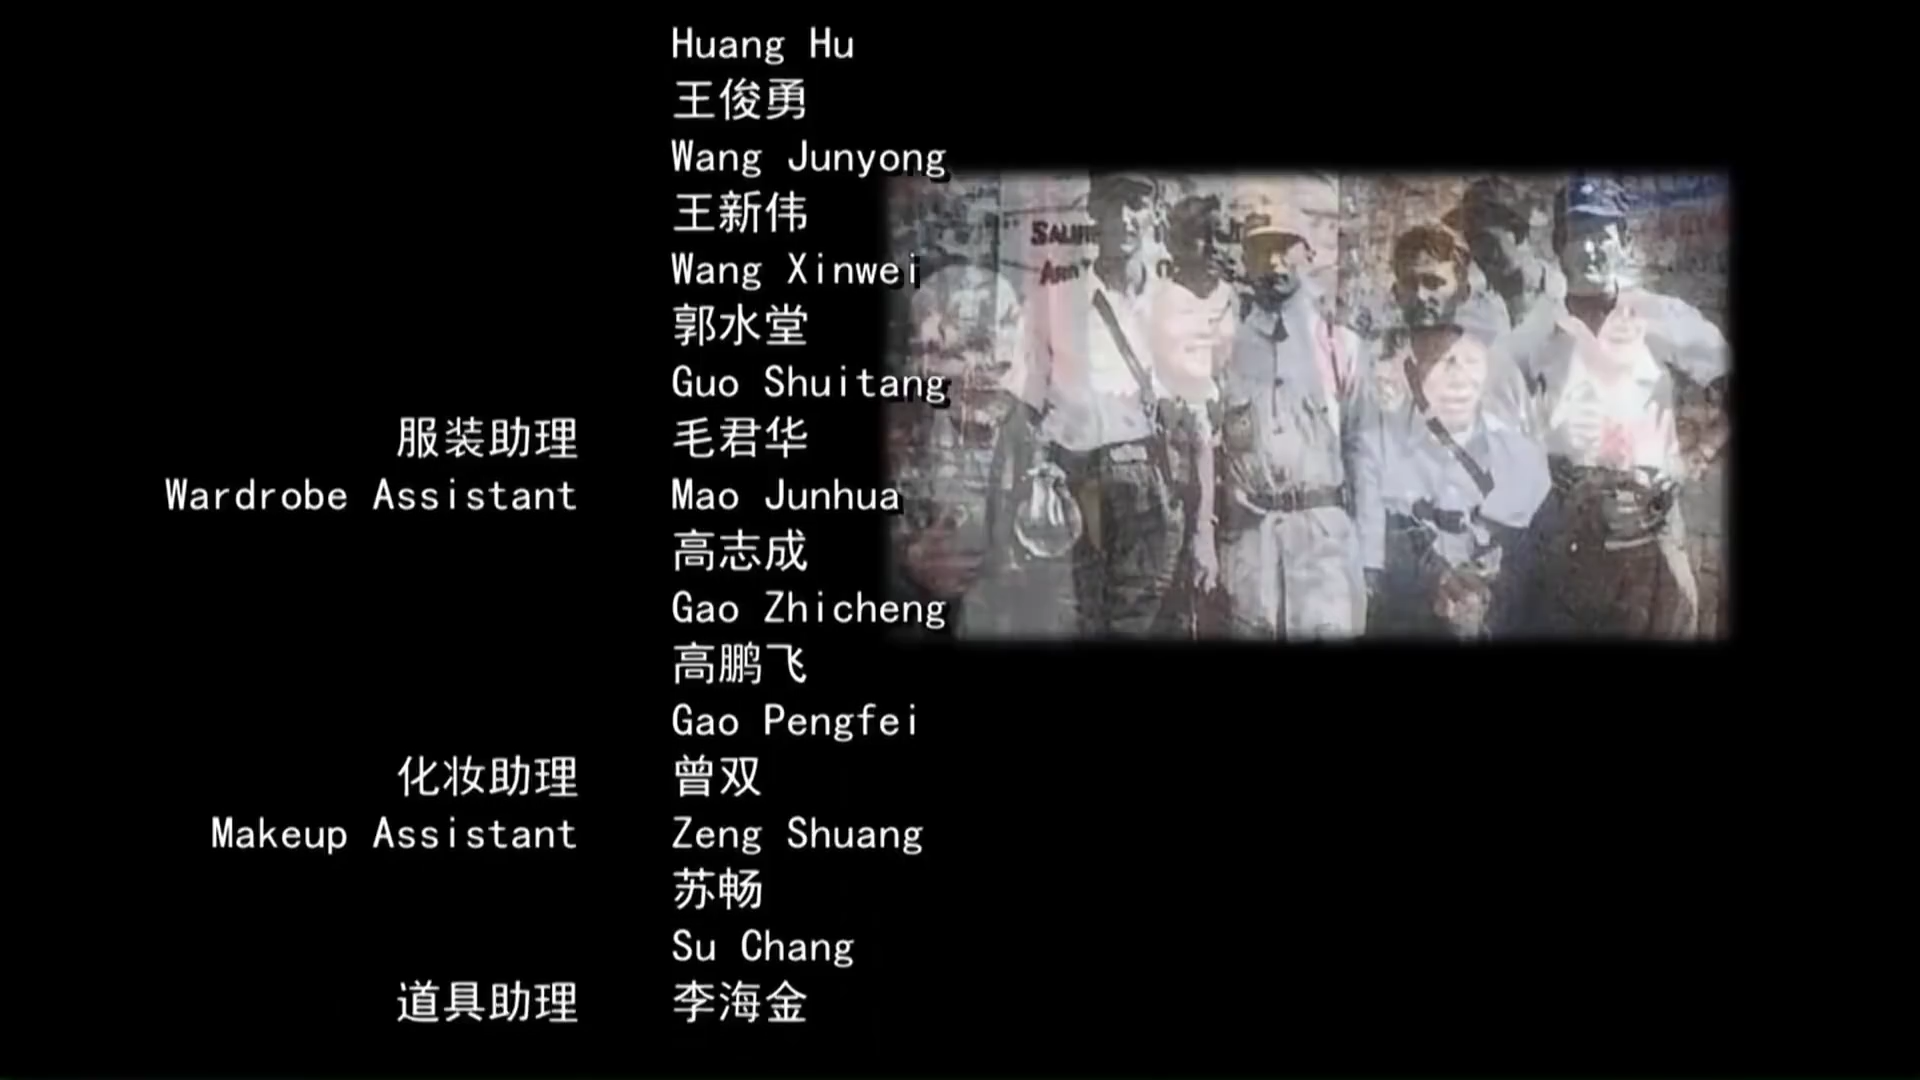 Huang Hu
王俊勇
Wang Junyong
王新伟
Wang Xinwei
郭水堂
Guo Shuitang
服装助理 毛君华
Wardrobe Assistant Mao Junhua
高志成
Gao Zhicheng
高鹏飞
Gao Pengfei
化妆助理 曾双
Makeup Assistant Zeng Shuang
苏畅
Su Chang
道具助理 李海金